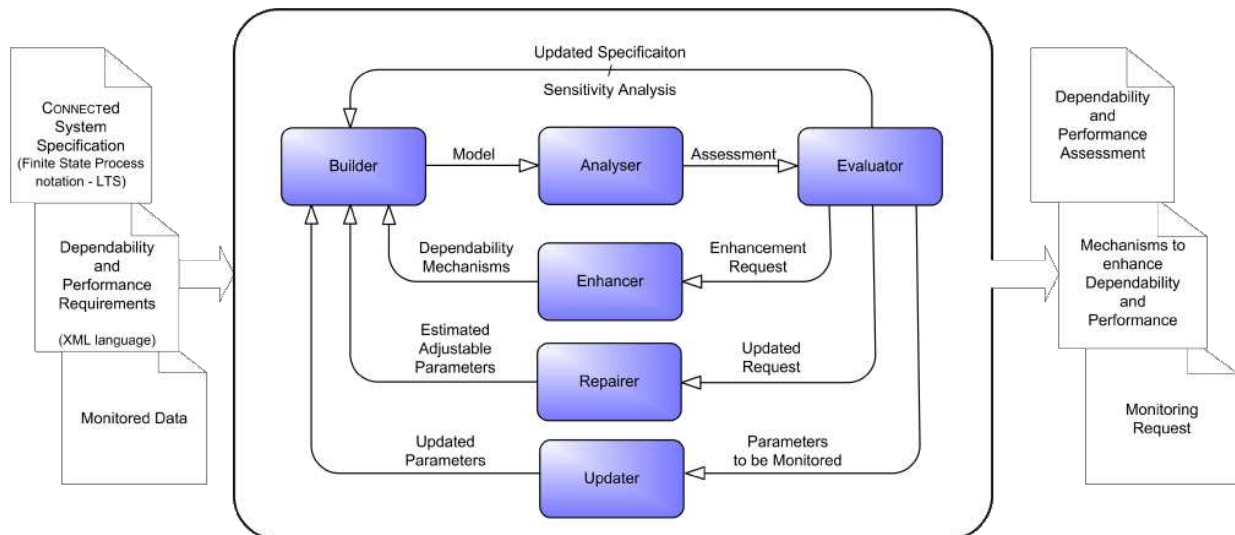 CONNECTed
System
Specification
(Finite State Process
notation - LTS)
Dependability
and
Performance
Requirements
(XML language)
Monitored Data
Updated Specificaiton
/
Sensitivity Analysis
Builder
Model
Analyser
Assessment
Evaluator
Dependability
Mechanisms
Enhancer
Enhancement
Request
Estimated
Adjustable
Parameters
Repairer
Updated
Request
Updated
Parameters
Updater
Parameters
to be Monitored
Dependability
and
Performance
Assessment
Mechanisms to
enhance
Dependability
and
Performance
Monitoring
Request